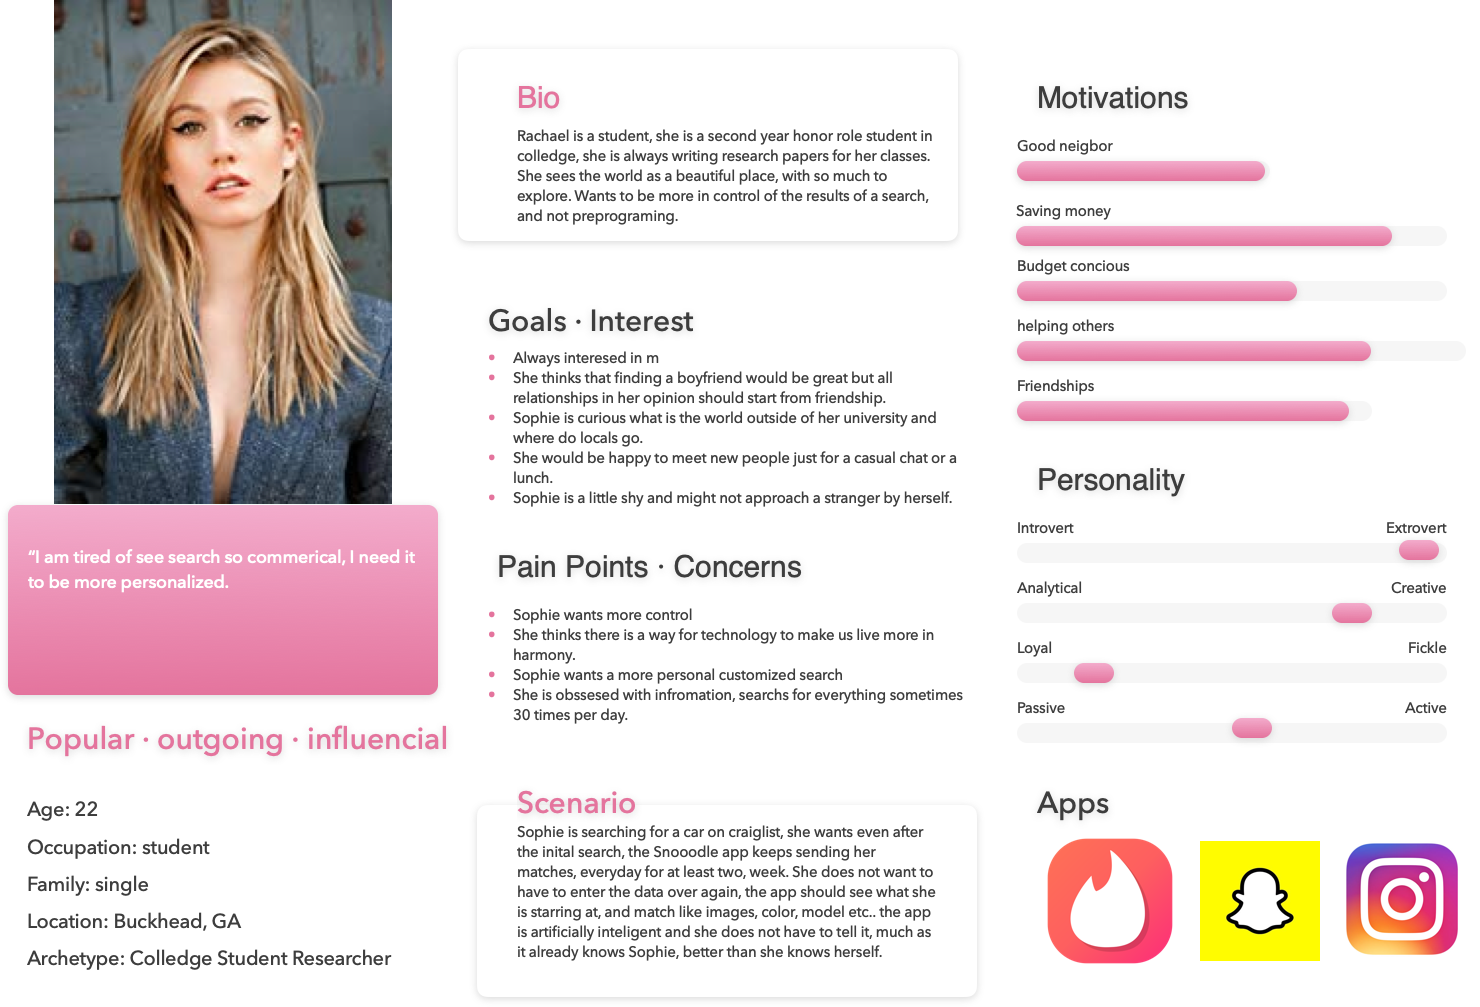 “I am tired of see search so commerical, I need it
to be more personalized.
Popular · outgoing · influencial
Age: 22
Occupation: student
Family: single
Location: Buckhead, GA
Archetype: Colledge Student Researcher
Bio
Rachael is a student, she is a second year honor role student in
colledge, she is always writing research papers for her classes.
She sees the world as a beautiful place, with so much to
explore. Wants to be more in control of the results of a search,
and not preprograming.
Goals · Interest
• Always interesed in m
• She thinks that finding a boyfriend would be great but all
relationships in her opinion should start from friendship.
• Sophie is curious what is the world outside of her university and
where do locals go.
• She would be happy to meet new people just for a casual chat or a
lunch.
• Sophie is a little shy and might not approach a stranger by herself.
Pain Points · Concerns
• Sophie wants more control
• She thinks there is a way for technology to make us live more in
harmony.
• Sophie wants a more personal customized search
• She is obssesed with infromation, searchs for everything sometimes
30 times per day.
Scenario
Sophie is searching for a car on craiglist, she wants even after
the inital search, the Snooodle app keeps sending her
matches, everyday for at least two, week. She does not want to
have to enter the data over again, the app should see what she
is starring at, and match like images, color, model etc.. the app
is artificially inteligent and she does not have to tell it, much as
it already knows Sophie, better than she knows herself.
Motivations
Good neigbor
Saving money
Budget concious
helping others
Friendships
Personality
Introvert Extrovert
Analytical Creative
Loyal Fickle
Passive Active
Apps